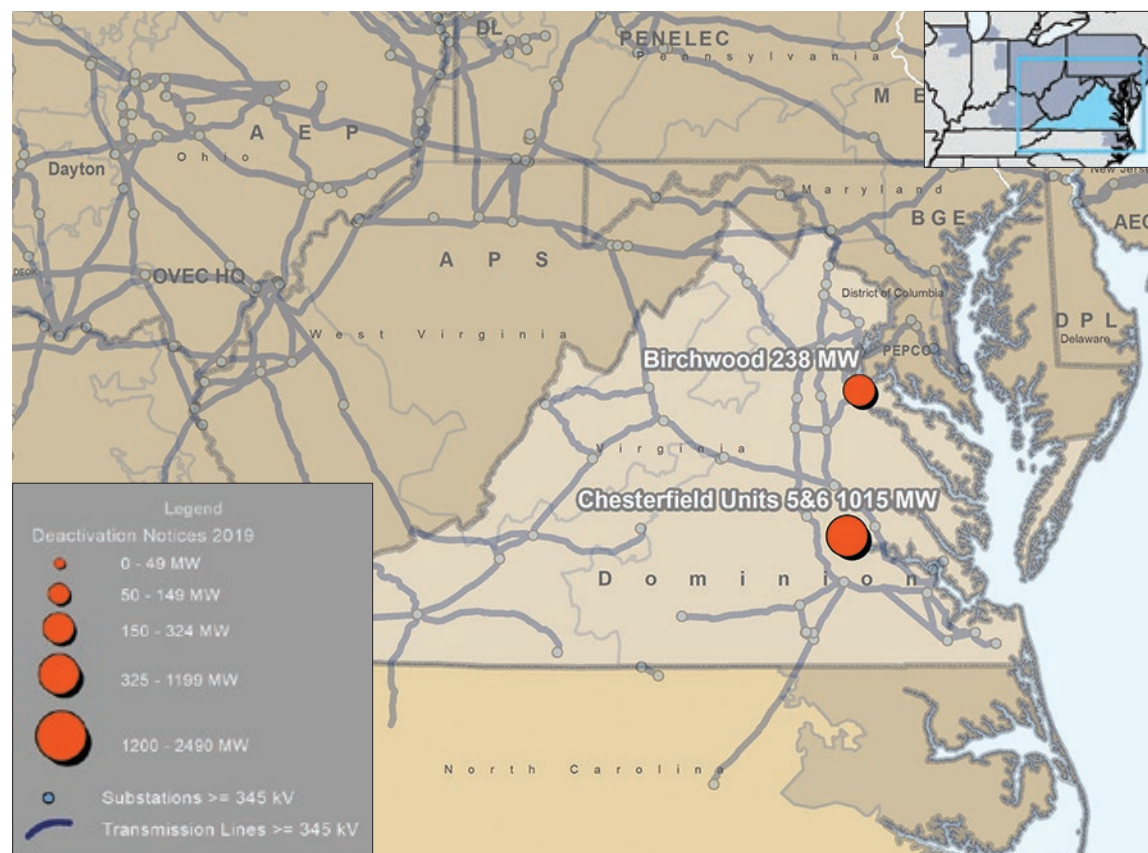 DL
PENELEC
Pennsylvania
AEP
ME
Ohio
Dayton
Maryland
New Jersey
BGE
AEC
APS
DEOK
OVEC HQ
District of Columbia
West Virginia
DPL
Delaware
PEPCO
Birchwood 238 MW
Virginia
Chesterfield Units 5&6 1015 MW
Dominion
Legend
Deactivation Notices 2019
0 - 49 MW
50 - 149 MW
150 - 324 MW
325 - 1199 MW
1200 - 2490 MW
Substations >= 345 kV
Transmission Lines >= 345 kV
North Carolina